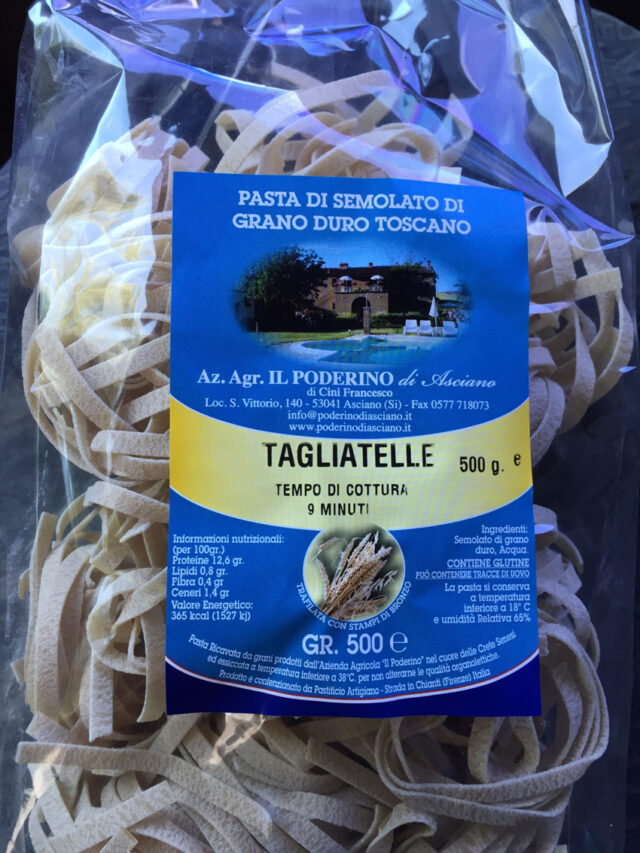 PASTA DI SEMOLATO DI
GRANO DURO TOSCANO
Az. Agr. IL PODERINO di Asciano
di Cini Francesco
Loc. S. Vittorio, 140 - 53041 Asciano (Si) - Fax 0577 718073
info@poderinodiasciano.it
www.poderinodiasciano.it
TAGLIATELLE 500 g. e
TEMPO DI COTTURA
9 MINUTI
Informazioni nutrizionali:
(per 100gr.)
Proteine 12,6 gr.
Lipidi 0,8 gr.
Fibra 0,4 gr
Ceneri 1,4 gr
Valore Energetico:
365 kcal (1527 kj)
TRAFILATA CON STAMPI DI BRONZO
Ingredienti:
Semolato di grano
duro, Acqua.
CONTIENE GLUTINE
PUÒ CONTENERE TRACCE DI UOVO
La pasta si conserva
a temperatura
inferiore a 18° C
e umidità Relativa 65%
GR. 500 e
Pasta Ricavata da grani prodotti dall'Azienda Agricola "Il Poderino" nel cuore delle Crete Senesi
ed essiccata a temperatura inferiore a 38°C. per non alterarne le qualità organolettiche.
Prodotto e confezionato da Pastificio Artigiano - Strada in Chianti (Firenze) Italia